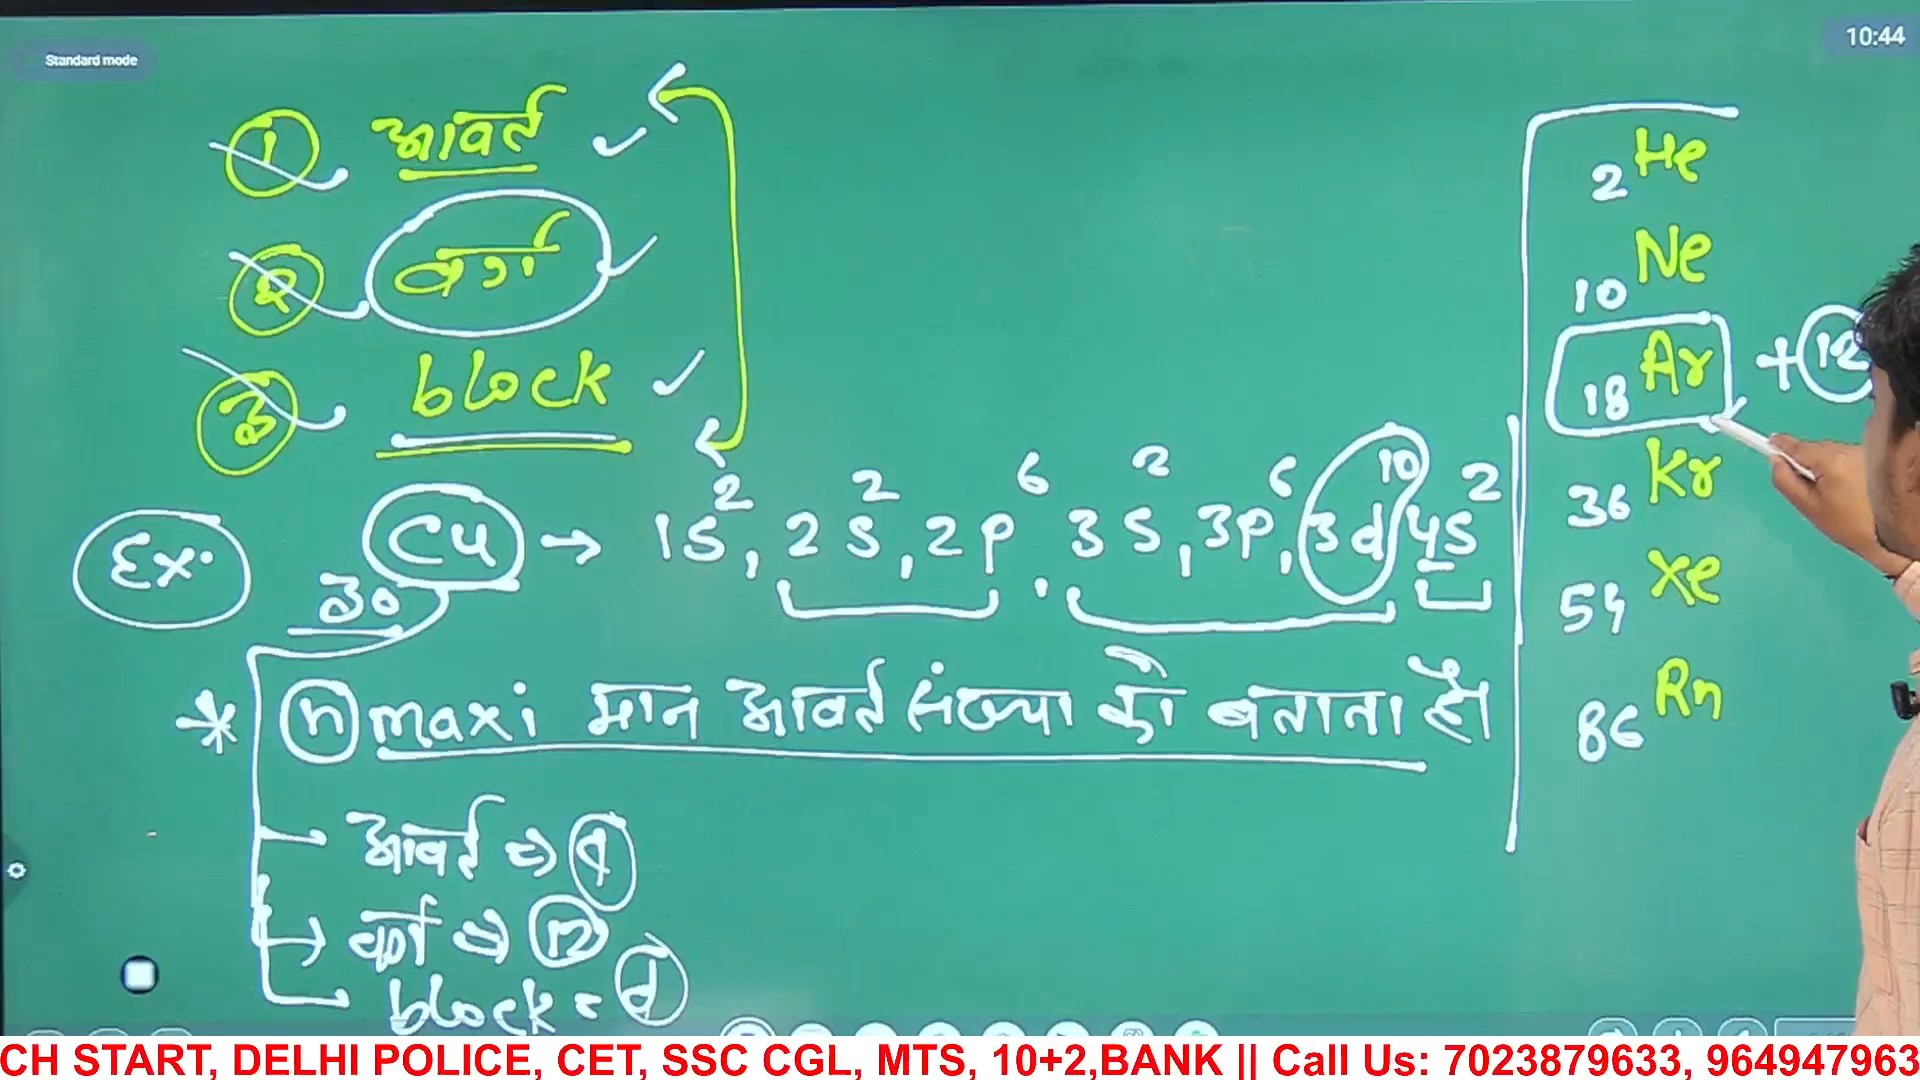 Standard mode
10:44
① आवर्त
② वर्ग
③ block
Ex. Cu → 1s², 2s², 2p⁶, 3s², 3p⁶, 3d¹⁰ 4s²
30
* n maxi मान आवर्त संख्या को बताता है।
आवर्त ⇒ 4
वर्ग ⇒ 12
block = d
2 He
10 Ne
18 Ar + 12
36 Kr
54 Xe
86 Rn
CH START, DELHI POLICE, CET, SSC CGL, MTS, 10+2,BANK || Call Us: 7023879633, 964947963